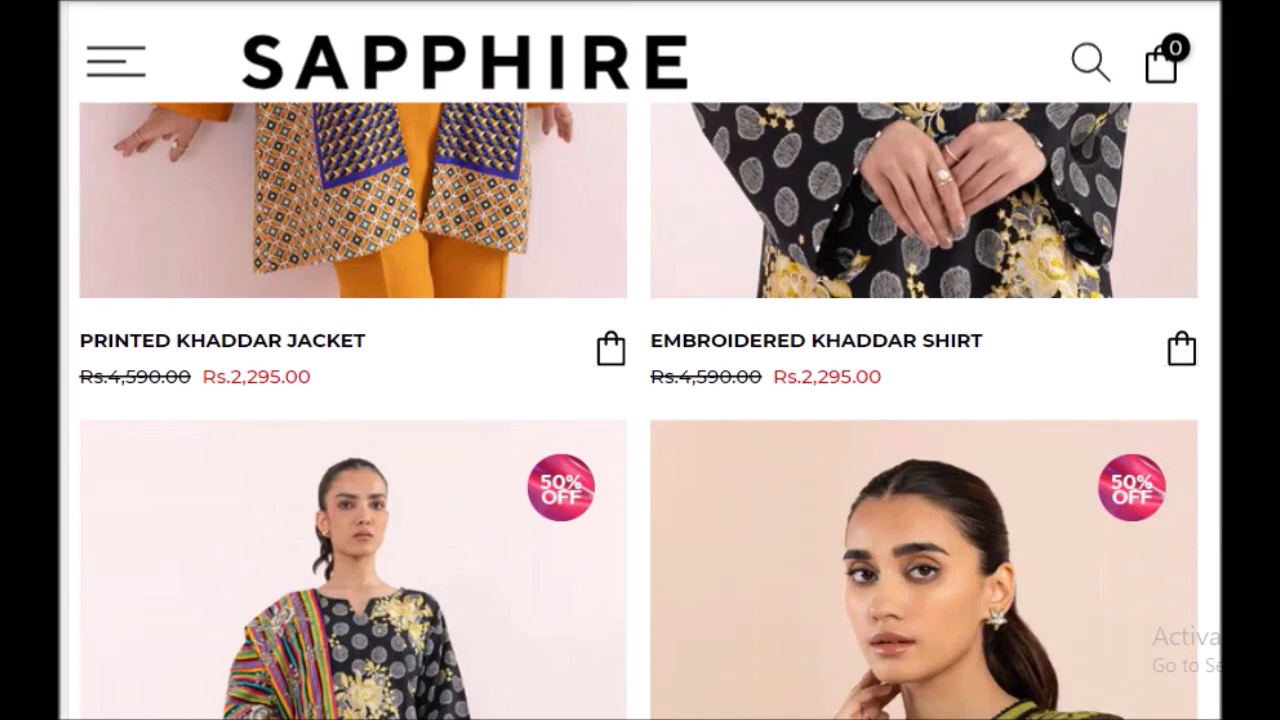 SAPPHIRE
0
PRINTED KHADDAR JACKET
Rs.4,590.00 Rs.2,295.00
EMBROIDERED KHADDAR SHIRT
Rs.4,590.00 Rs.2,295.00
50%
OFF
50%
OFF
Activa
Go to Se